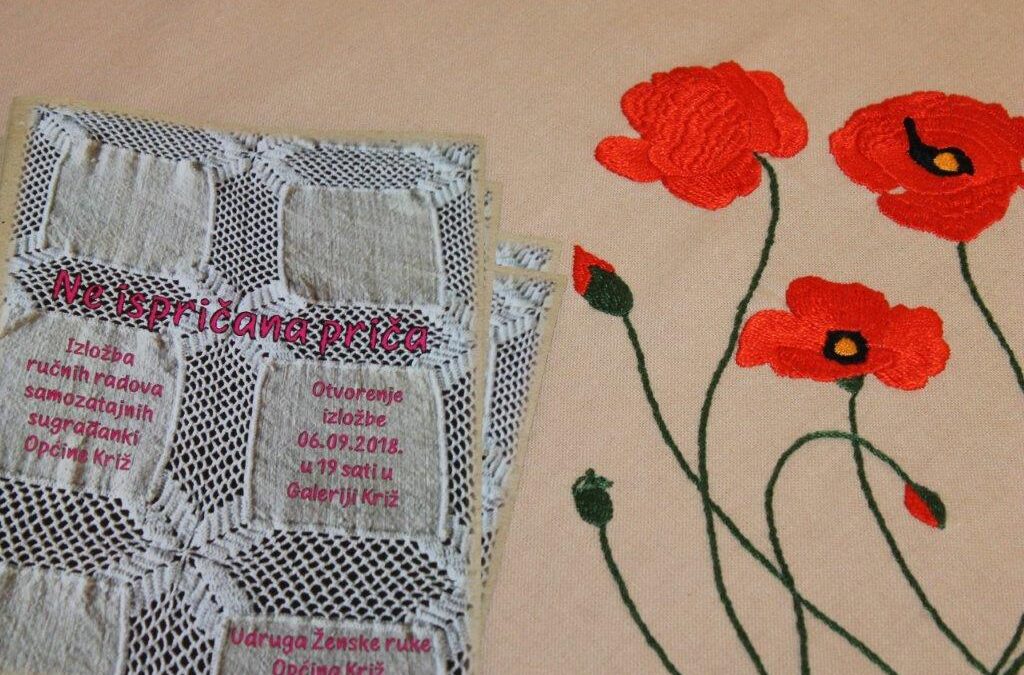 Ne ispričana priča
Izložba
ručnih radova
samozatajnih
sugrađanki
Općine Križ
Otvorenje
izložbe
06.09.2018.
u 19 sati u
Galeriji Križ
Udruga Ženske ruke
Općina Križ